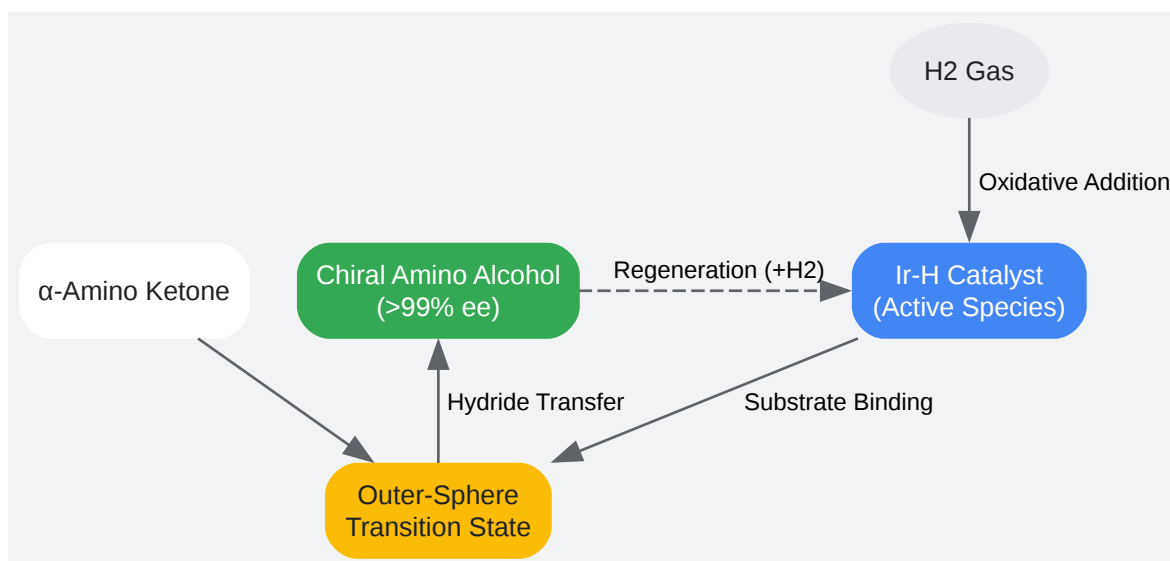 H2 Gas
Oxidative Addition
α-Amino Ketone
Chiral Amino Alcohol
(>99% ee)
Regeneration (+H2)
Ir-H Catalyst
(Active Species)
Hydride Transfer
Substrate Binding
Outer-Sphere
Transition State